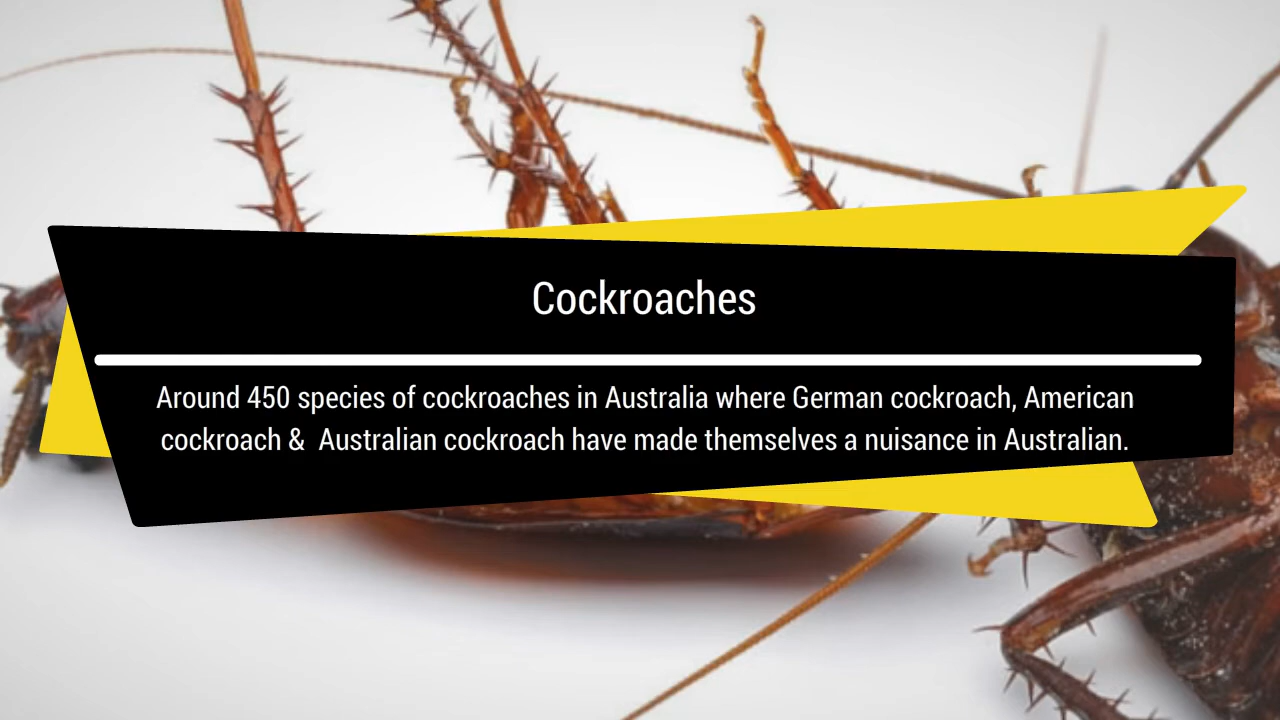 Cockroaches
Around 450 species of cockroaches in Australia where German cockroach, American
cockroach &  Australian cockroach have made themselves a nuisance in Australian.